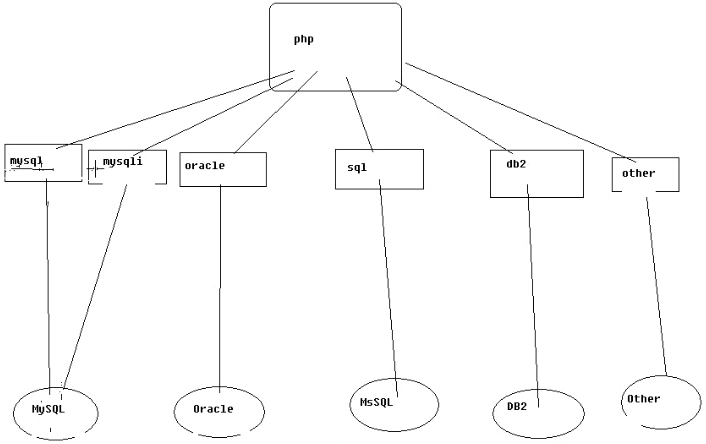 php
mysql
mysqli
oracle
sql
db2
other
MySQL
Oracle
MsSQL
DB2
Other